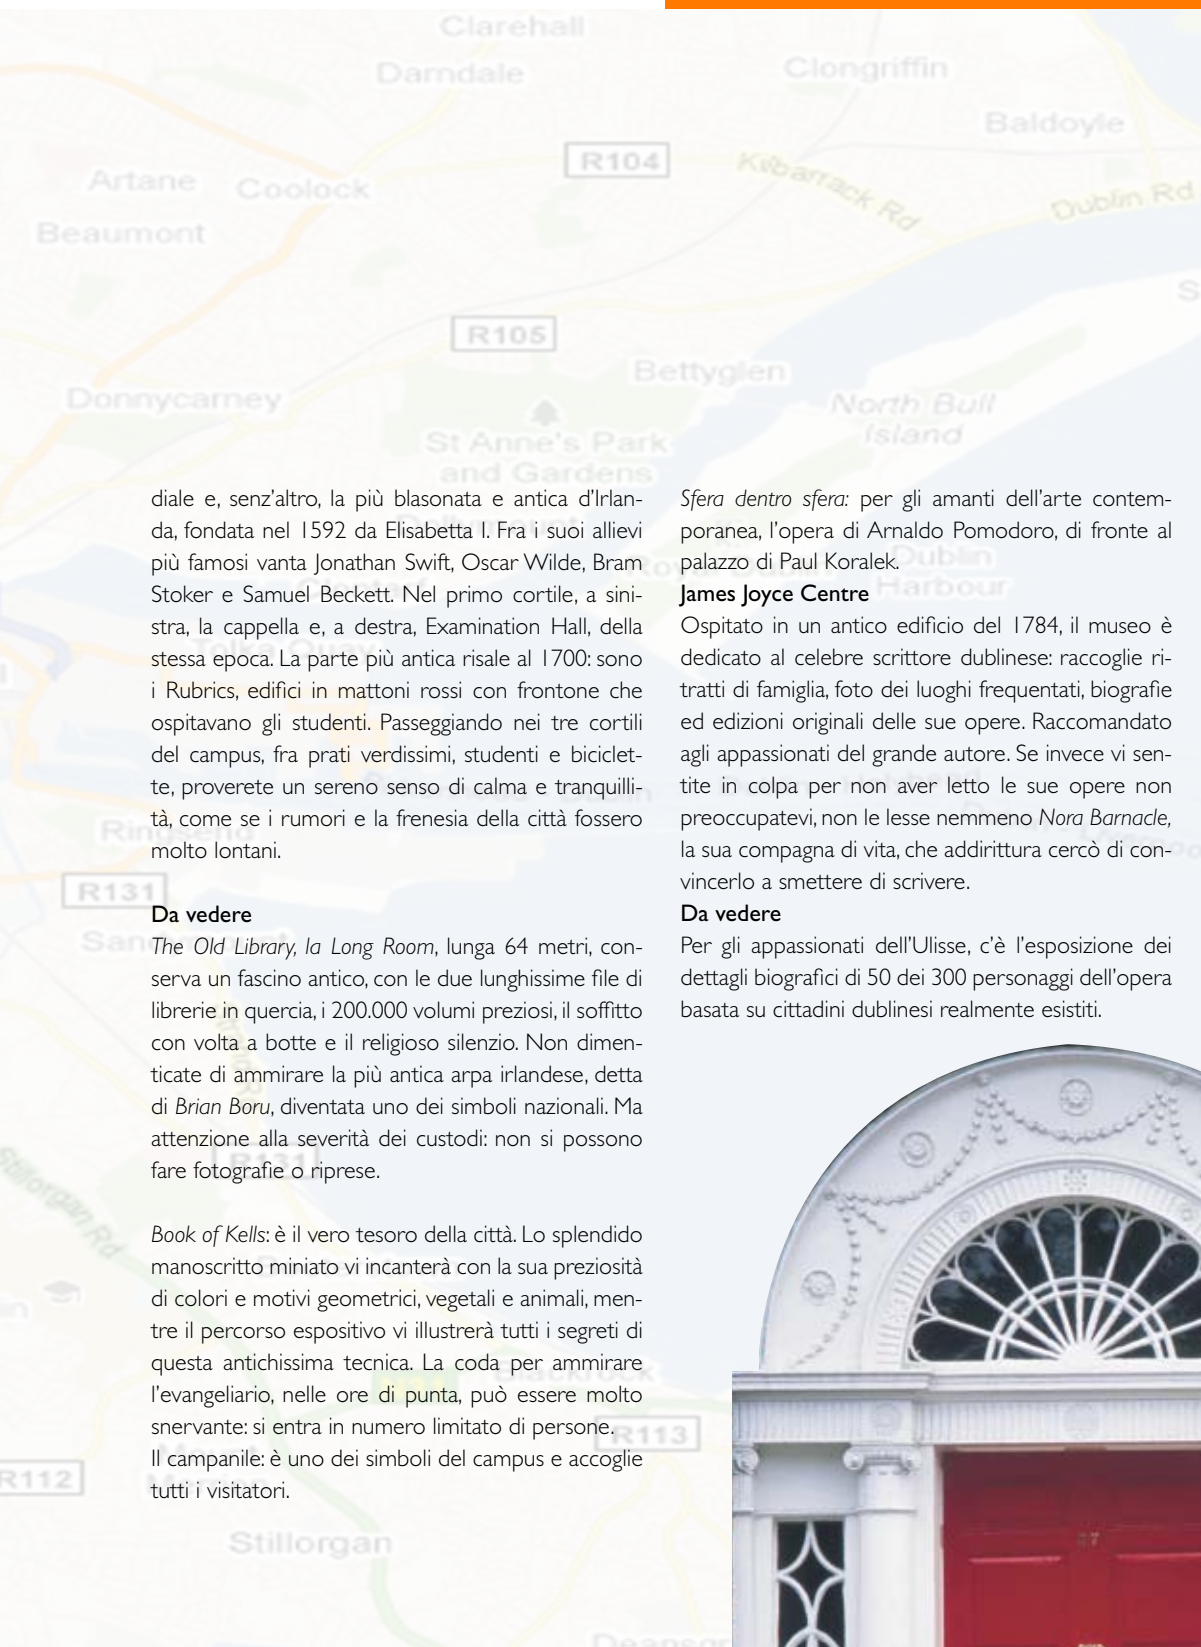 Clarehall
Darndale
Clongriffin
Baldoyle
R104
Kilbarrack Rd
Dublin Rd
Artane
Coolock
Beaumont
R105
Bettyglen
Donnycarney
North Bull
Island
St Anne's Park
and Gardens
diale e, senz'altro, la più blasonata e antica d'Irlan-
da, fondata nel 1592 da Elisabetta I. Fra i suoi allievi
più famosi vanta Jonathan Swift, Oscar Wilde, Bram
Stoker e Samuel Beckett. Nel primo cortile, a sini-
stra, la cappella e, a destra, Examination Hall, della
stessa epoca. La parte più antica risale al 1700: sono
i Rubrics, edifici in mattoni rossi con frontone che
ospitavano gli studenti. Passeggiando nei tre cortili
del campus, fra prati verdissimi, studenti e biciclet-
te, proverete un sereno senso di calma e tranquilli-
tà, come se i rumori e la frenesia della città fossero
molto lontani.
Da vedere
The Old Library, la Long Room, lunga 64 metri, con-
serva un fascino antico, con le due lunghissime file di
librerie in quercia, i 200.000 volumi preziosi, il soffitto
con volta a botte e il religioso silenzio. Non dimen-
ticate di ammirare la più antica arpa irlandese, detta
di Brian Boru, diventata uno dei simboli nazionali. Ma
attenzione alla severità dei custodi: non si possono
fare fotografie o riprese.
Book of Kells: è il vero tesoro della città. Lo splendido
manoscritto miniato vi incanterà con la sua preziosità
di colori e motivi geometrici, vegetali e animali, men-
tre il percorso espositivo vi illustrerà tutti i segreti di
questa antichissima tecnica. La coda per ammirare
l'evangeliario, nelle ore di punta, può essere molto
snervante: si entra in numero limitato di persone.
Il campanile: è uno dei simboli del campus e accoglie
tutti i visitatori.
Sfera dentro sfera: per gli amanti dell'arte contem-
poranea, l'opera di Arnaldo Pomodoro, di fronte al
palazzo di Paul Koralek.
James Joyce Centre
Ospitato in un antico edificio del 1784, il museo è
dedicato al celebre scrittore dublinese: raccoglie ri-
tratti di famiglia, foto dei luoghi frequentati, biografie
ed edizioni originali delle sue opere. Raccomandato
agli appassionati del grande autore. Se invece vi sen-
tite in colpa per non aver letto le sue opere non
preoccupatevi, non le lesse nemmeno Nora Barnacle,
la sua compagna di vita, che addirittura cercò di con-
vincerlo a smettere di scrivere.
Da vedere
Per gli appassionati dell'Ulisse, c'è l'esposizione dei
dettagli biografici di 50 dei 300 personaggi dell'opera
basata su cittadini dublinesi realmente esistiti.
Dublin
Harbour
Tolka Quay
Ringsend
R131
R131
Stillorgan Rd
Blackrock
R113
R112
Mount
Merrion
Stillorgan